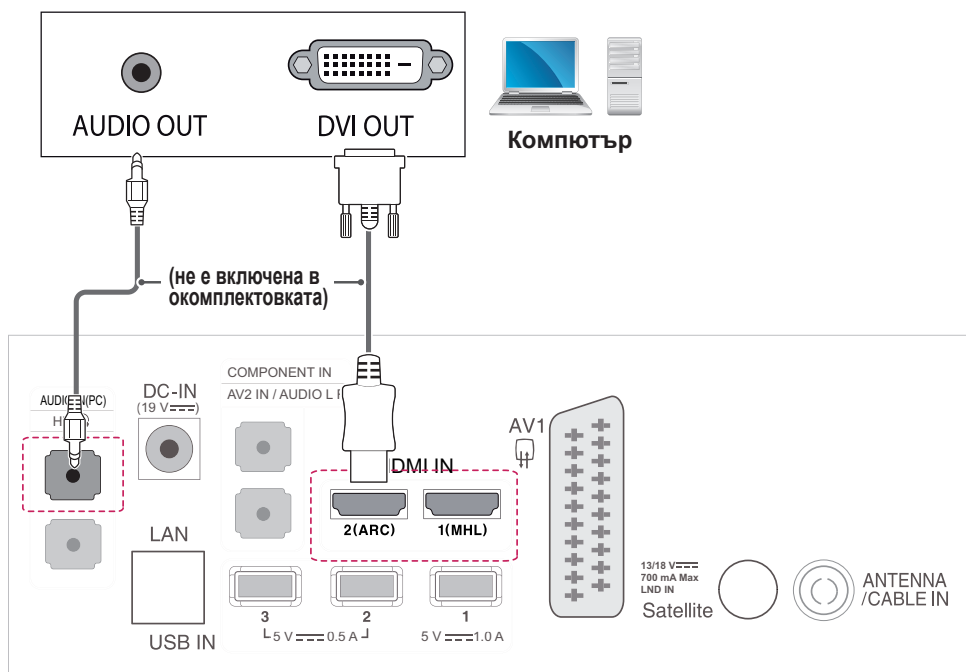 AUDIO OUT
DVI OUT
Компютър
(не е включена в
окомплектовката)
COMPONENT IN
AV2 IN / AUDIO L
DC-IN
(19 V)
AV1
DMI IN
2(ARC)
1(MHL)
LAN
USB IN
3
2
1
5 V 0.5 A
5 V 1.0 A
13/18 V
700 mA Max
LND IN
Satellite
ANTENNA
/CABLE IN